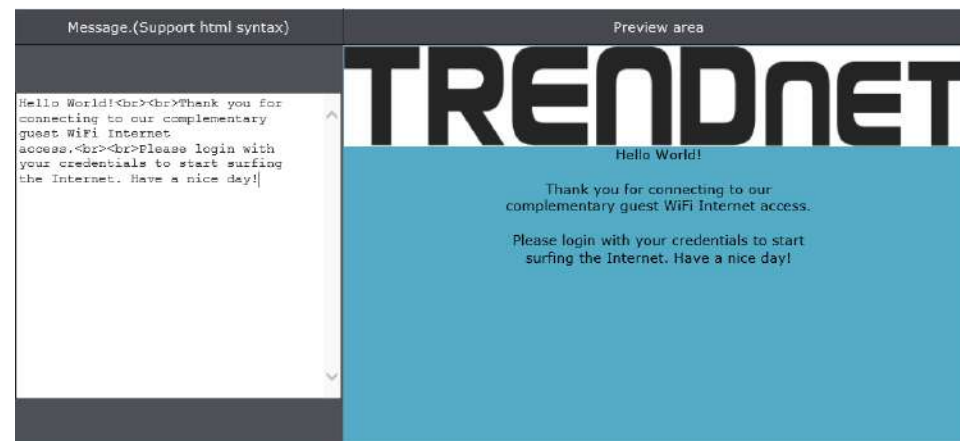 Message.(Support html syntax)
Preview area
Hello World!<br><br>Thank you for
connecting to our complementary
guest WiFi Internet
access.<br><br>Please login with
your credentials to start surfing
the Internet. Have a nice day!
TRENDNET
Hello World!
Thank you for connecting to our
complementary guest WiFi Internet access.
Please login with your credentials to start
surfing the Internet. Have a nice day!